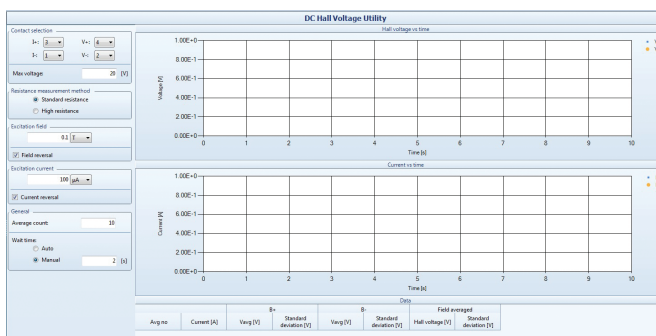 DC Hall Voltage Utility
Contact selection
I+: 3 V+: 4
I-: 1 V-: 2
Max voltage: 20 [V]
Resistance measurement method
Standard resistance
High resistance
Excitation field
0.1 T
Field reversal
Excitation current
100 µA
Current reversal
General
Average count: 10
Wait time:
Auto
Manual 2 [s]
Hall voltage vs time
1.00E+0
8.00E-1
6.00E-1
4.00E-1
2.00E-1
0.00E+0
Voltage [V]
0 1 2 3 4 5 6 7 8 9 10
Time [s]
Current vs time
1.00E+0
8.00E-1
6.00E-1
4.00E-1
2.00E-1
0.00E+0
Current [A]
0 1 2 3 4 5 6 7 8 9 10
Time [s]
Data
B+ B- Field averaged
Avg no Current [A] Vavg [V] Standard deviation [V] Vavg [V] Standard deviation [V] Hall voltage [V] Standard deviation [V]